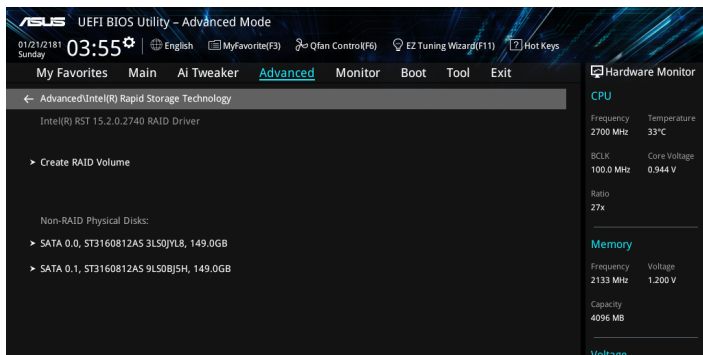 ASUS UEFI BIOS Utility – Advanced Mode
01/21/2181 Sunday 03:55 English MyFavorite(F3) Qfan Control(F6) EZ Tuning Wizard(F11) ? Hot Keys
My Favorites Main Ai Tweaker Advanced Monitor Boot Tool Exit
← Advanced\Intel(R) Rapid Storage Technology
Intel(R) RST 15.2.0.2740 RAID Driver
➤ Create RAID Volume
Non-RAID Physical Disks:
➤ SATA 0.0, ST3160812AS 3LS0JYL8, 149.0GB
➤ SATA 0.1, ST3160812AS 9LS0BJ5H, 149.0GB
Hardware Monitor
CPU
Frequency Temperature
2700 MHz 33°C
BCLK Core Voltage
100.0 MHz 0.944 V
Ratio
27x
Memory
Frequency Voltage
2133 MHz 1.200 V
Capacity
4096 MB
Voltage